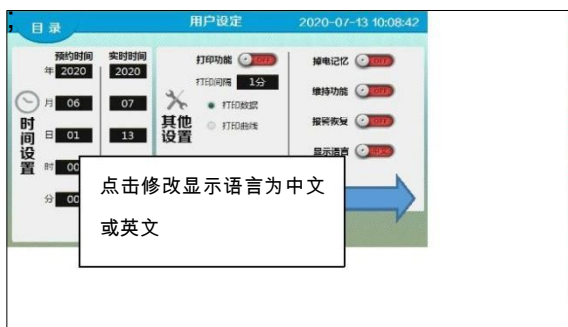 ;
目 录
用户设定
2020-07-13 10:08:42
预约时间 实时时间
年 2020 2020
月 06 07
日 01 13
时 00
分 00
时间设置
打印功能 OFF
打印间隔 1分
打印数据
打印曲线
其他设置
掉电记忆 OFF
维持功能 OFF
报警恢复 OFF
显示语言 中文
点击修改显示语言为中文
或英文